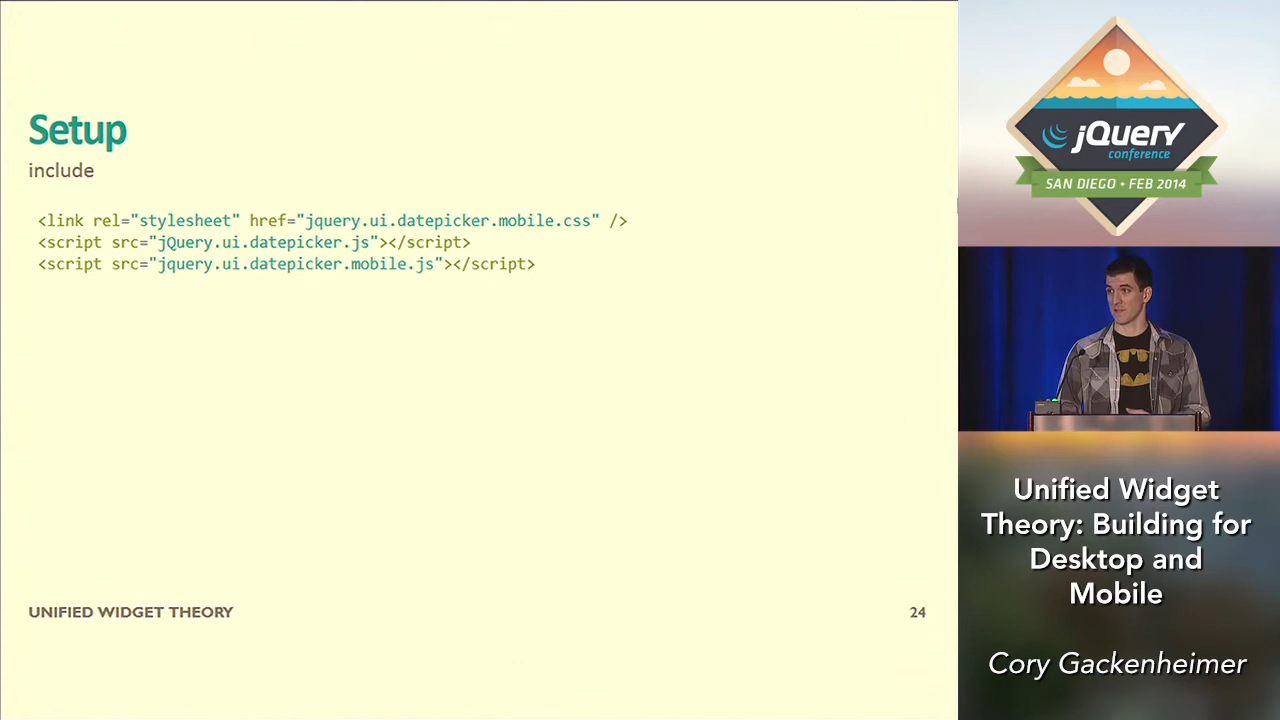 Setup
include
<link rel="stylesheet" href="jquery.ui.datepicker.mobile.css" />
<script src="jQuery.ui.datepicker.js"></script>
<script src="jquery.ui.datepicker.mobile.js"></script>
UNIFIED WIDGET THEORY
24
jQuery
conference
SAN DIEGO • FEB 2014
Unified Widget
Theory: Building for
Desktop and
Mobile
Cory Gackenheimer